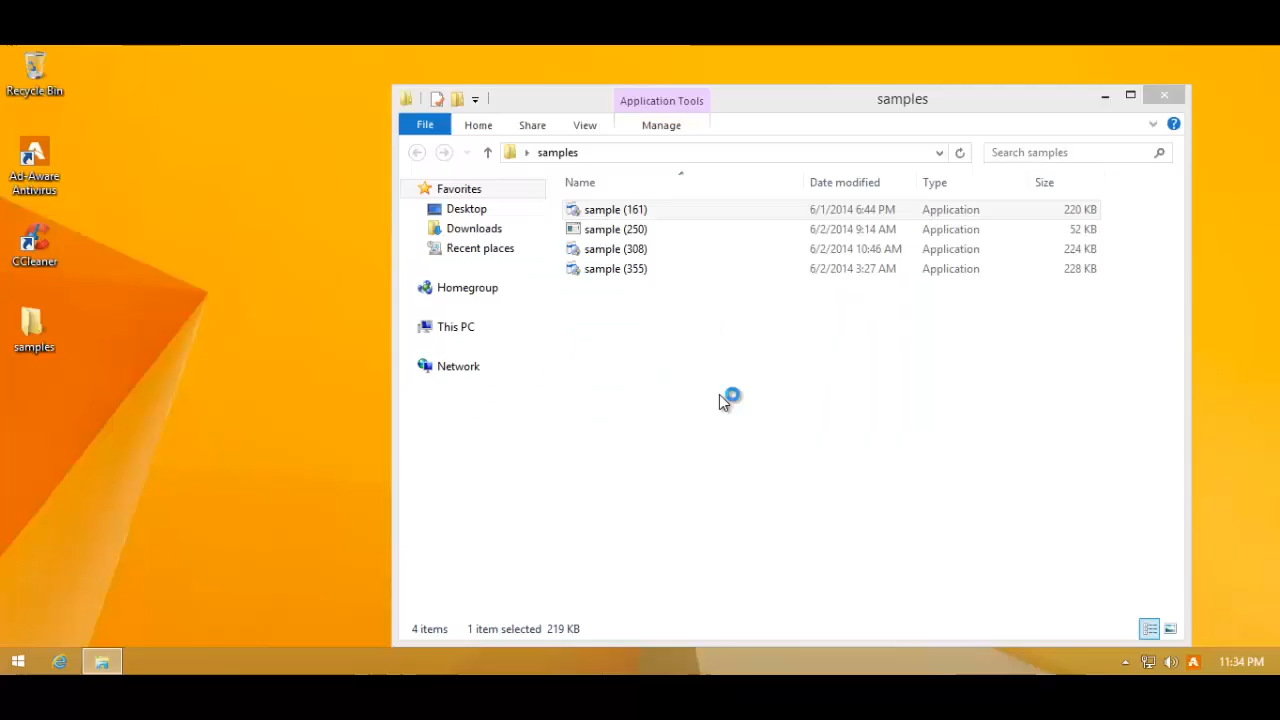 Recycle Bin
Ad-Aware
Antivirus
CCleaner
samples
Application Tools
samples
File
Home
Share
View
Manage
samples
Search samples
Name
Date modified
Type
Size
Favorites
Desktop
Downloads
Recent places
Homegroup
This PC
Network
sample (161) 6/1/2014 6:44 PM Application 220 KB
sample (250) 6/2/2014 9:14 AM Application 52 KB
sample (308) 6/2/2014 10:46 AM Application 224 KB
sample (355) 6/2/2014 3:27 AM Application 228 KB
4 items 1 item selected 219 KB
11:34 PM